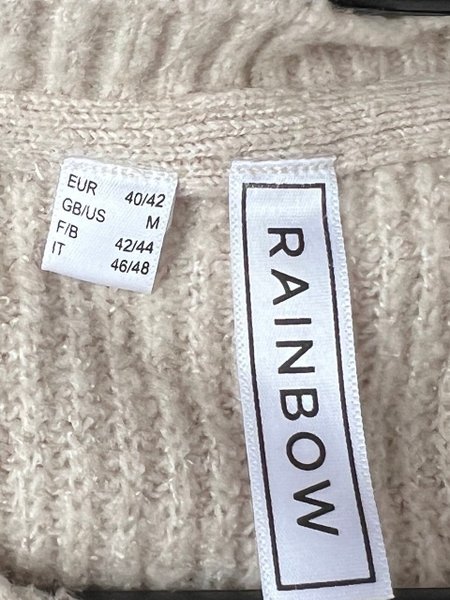 EUR 40/42
GB/US M
F/B 42/44
IT 46/48
RAINBOW